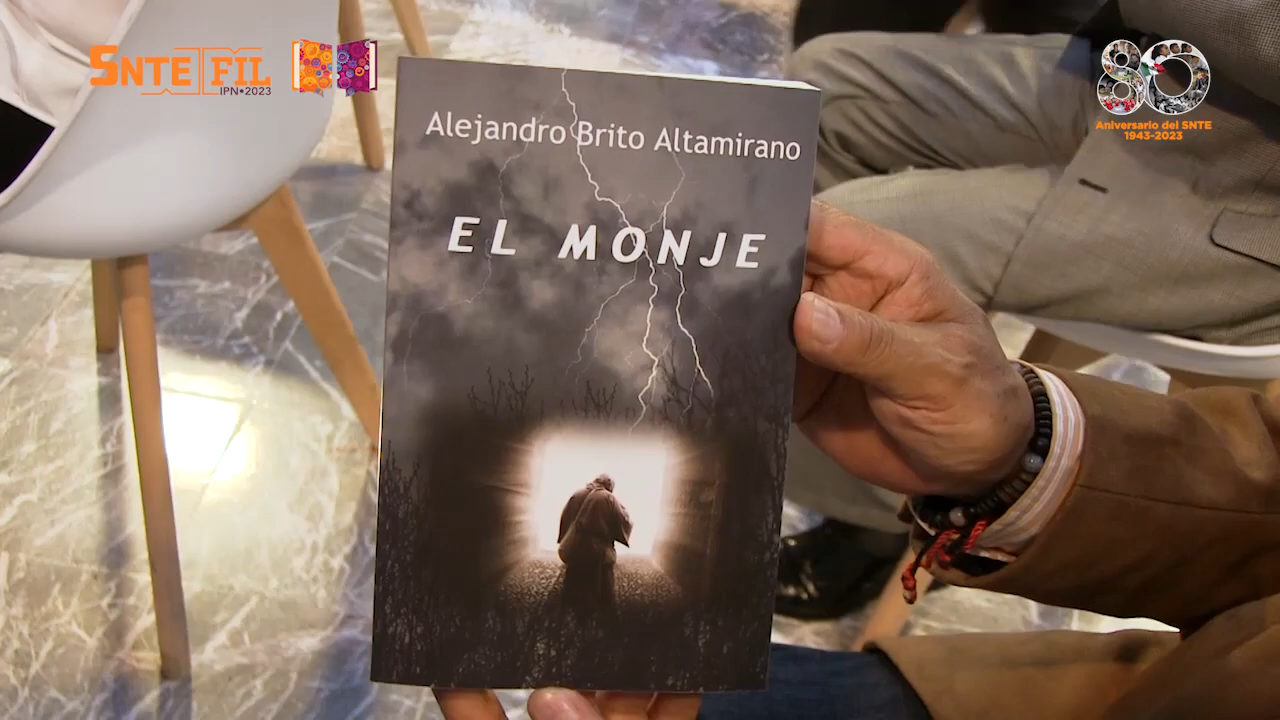 SNTE FIL
IPN•2023
80
Aniversario del SNTE
1943-2023
Alejandro Brito Altamirano
EL MONJE